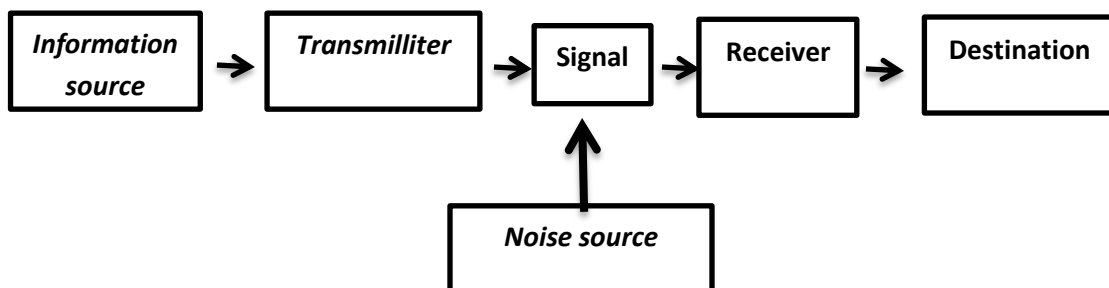 Information
source
Transmilliter
Signal
Receiver
Destination
Noise source